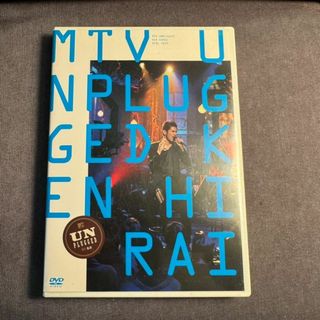 MTV U
NPLUG
GED K
EN HI
RAI
UN
PLUGGED
DVD